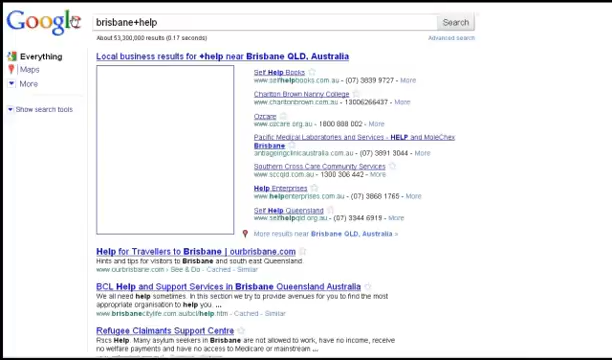 Google
brisbane+help
Search
About 53,300,000 results (0.17 seconds)
Advanced search
Everything
Maps
More
Show search tools
Local business results for +help near Brisbane QLD, Australia
Self Help Books
www.selfhelpbooks.com.au - (07) 3839 9727 - More
Charlton Brown Nanny College
www.charltonbrown.com - 13006266437 - More
Ozcare
www.ozcare.org.au - 1800 888 002 - More
Pacific Medical Laboratories and Services - HELP and MoleChex
Brisbane
antiageingclinicaustralia.com.au - (07) 3891 3044 - More
Southern Cross Care Community Services
www.sccqld.com.au - 1300 306 442 - More
Help Enterprises
www.helpenterprises.com.au - (07) 3868 1765 - More
Self Help Queensland
www.selfhelpqld.org.au - (07) 3344 6919 - More
More results near Brisbane QLD, Australia »
Help for Travellers to Brisbane | ourbrisbane.com
Hints and tips for visitors to Brisbane and south east Queensland.
www.ourbrisbane.com › See & Do - Cached - Similar
BCL Help and Support Services in Brisbane Queensland Australia
We all need help sometimes. In this section we try to provide avenues for you to find the most
appropriate organisation to help you. ...
www.brisbanecitylife.com.au/bcl/help.htm - Cached - Similar
Refugee Claimants Support Centre
Rscs Help. Many asylum seekers in Brisbane are not allowed to work, have no income, receive
no welfare payments and have no access to Medicare or mainstream ...